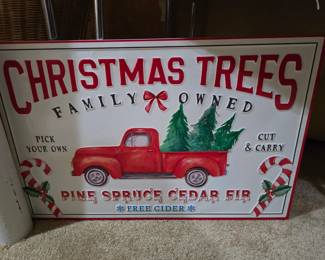 CHRISTMAS TREES
FAMILY OWNED
PICK
YOUR OWN
CUT
& CARRY
PINE SPRUCE CEDAR FIR
FREE CIDER